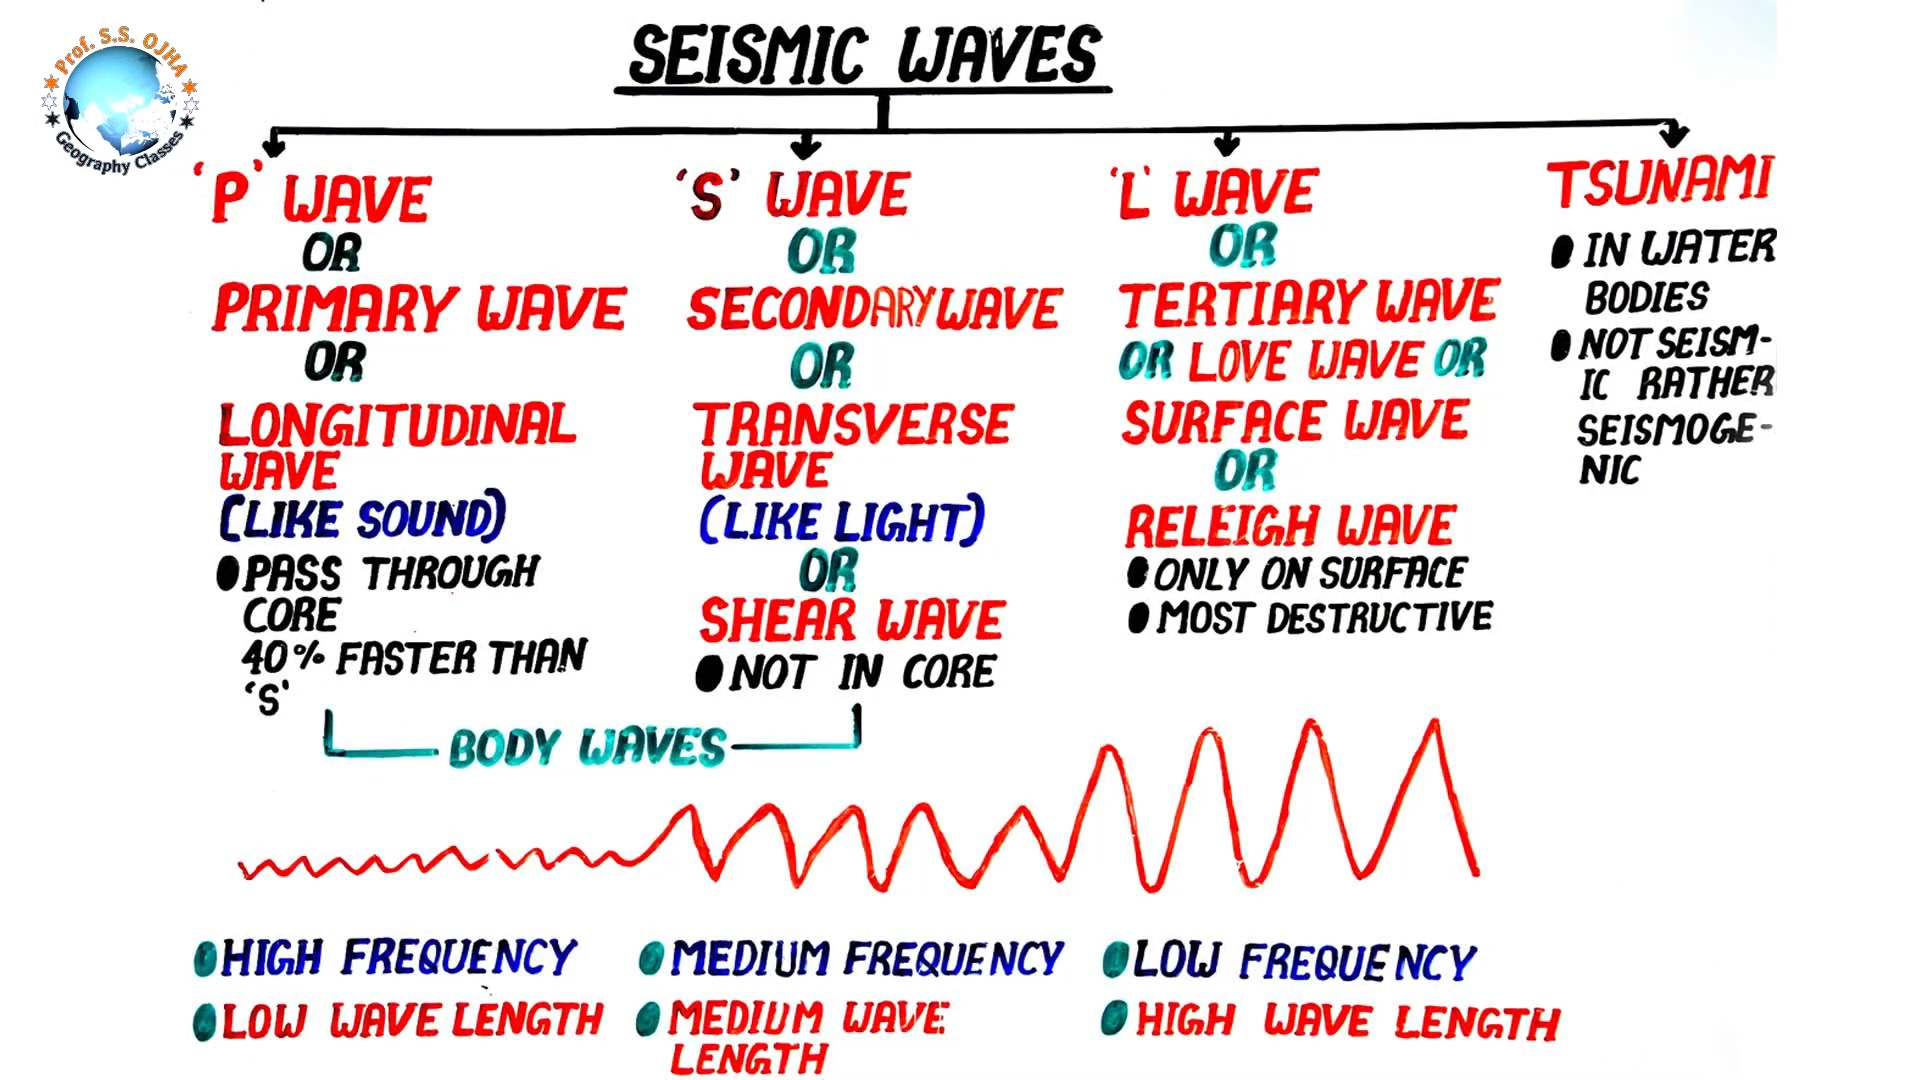 Prof. S.S. OJHA
Geography Classes
SEISMIC WAVES
'P' WAVE
OR
PRIMARY WAVE
OR
LONGITUDINAL
WAVE
(LIKE SOUND)
PASS THROUGH
CORE
40% FASTER THAN
'S'
'S' WAVE
OR
SECONDARY WAVE
OR
TRANSVERSE
WAVE
(LIKE LIGHT)
OR
SHEAR WAVE
NOT IN CORE
BODY WAVES
'L' WAVE
OR
TERTIARY WAVE
OR LOVE WAVE OR
SURFACE WAVE
OR
RELEIGH WAVE
ONLY ON SURFACE
MOST DESTRUCTIVE
TSUNAMI
IN WATER
BODIES
NOT SEISM-
IC RATHER
SEISMOGE-
NIC
HIGH FREQUENCY
LOW WAVE LENGTH
MEDIUM FREQUENCY
MEDIUM WAVE
LENGTH
LOW FREQUENCY
HIGH WAVE LENGTH